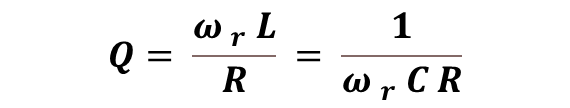 Q = ω_r L / R = 1 / ω_r C R